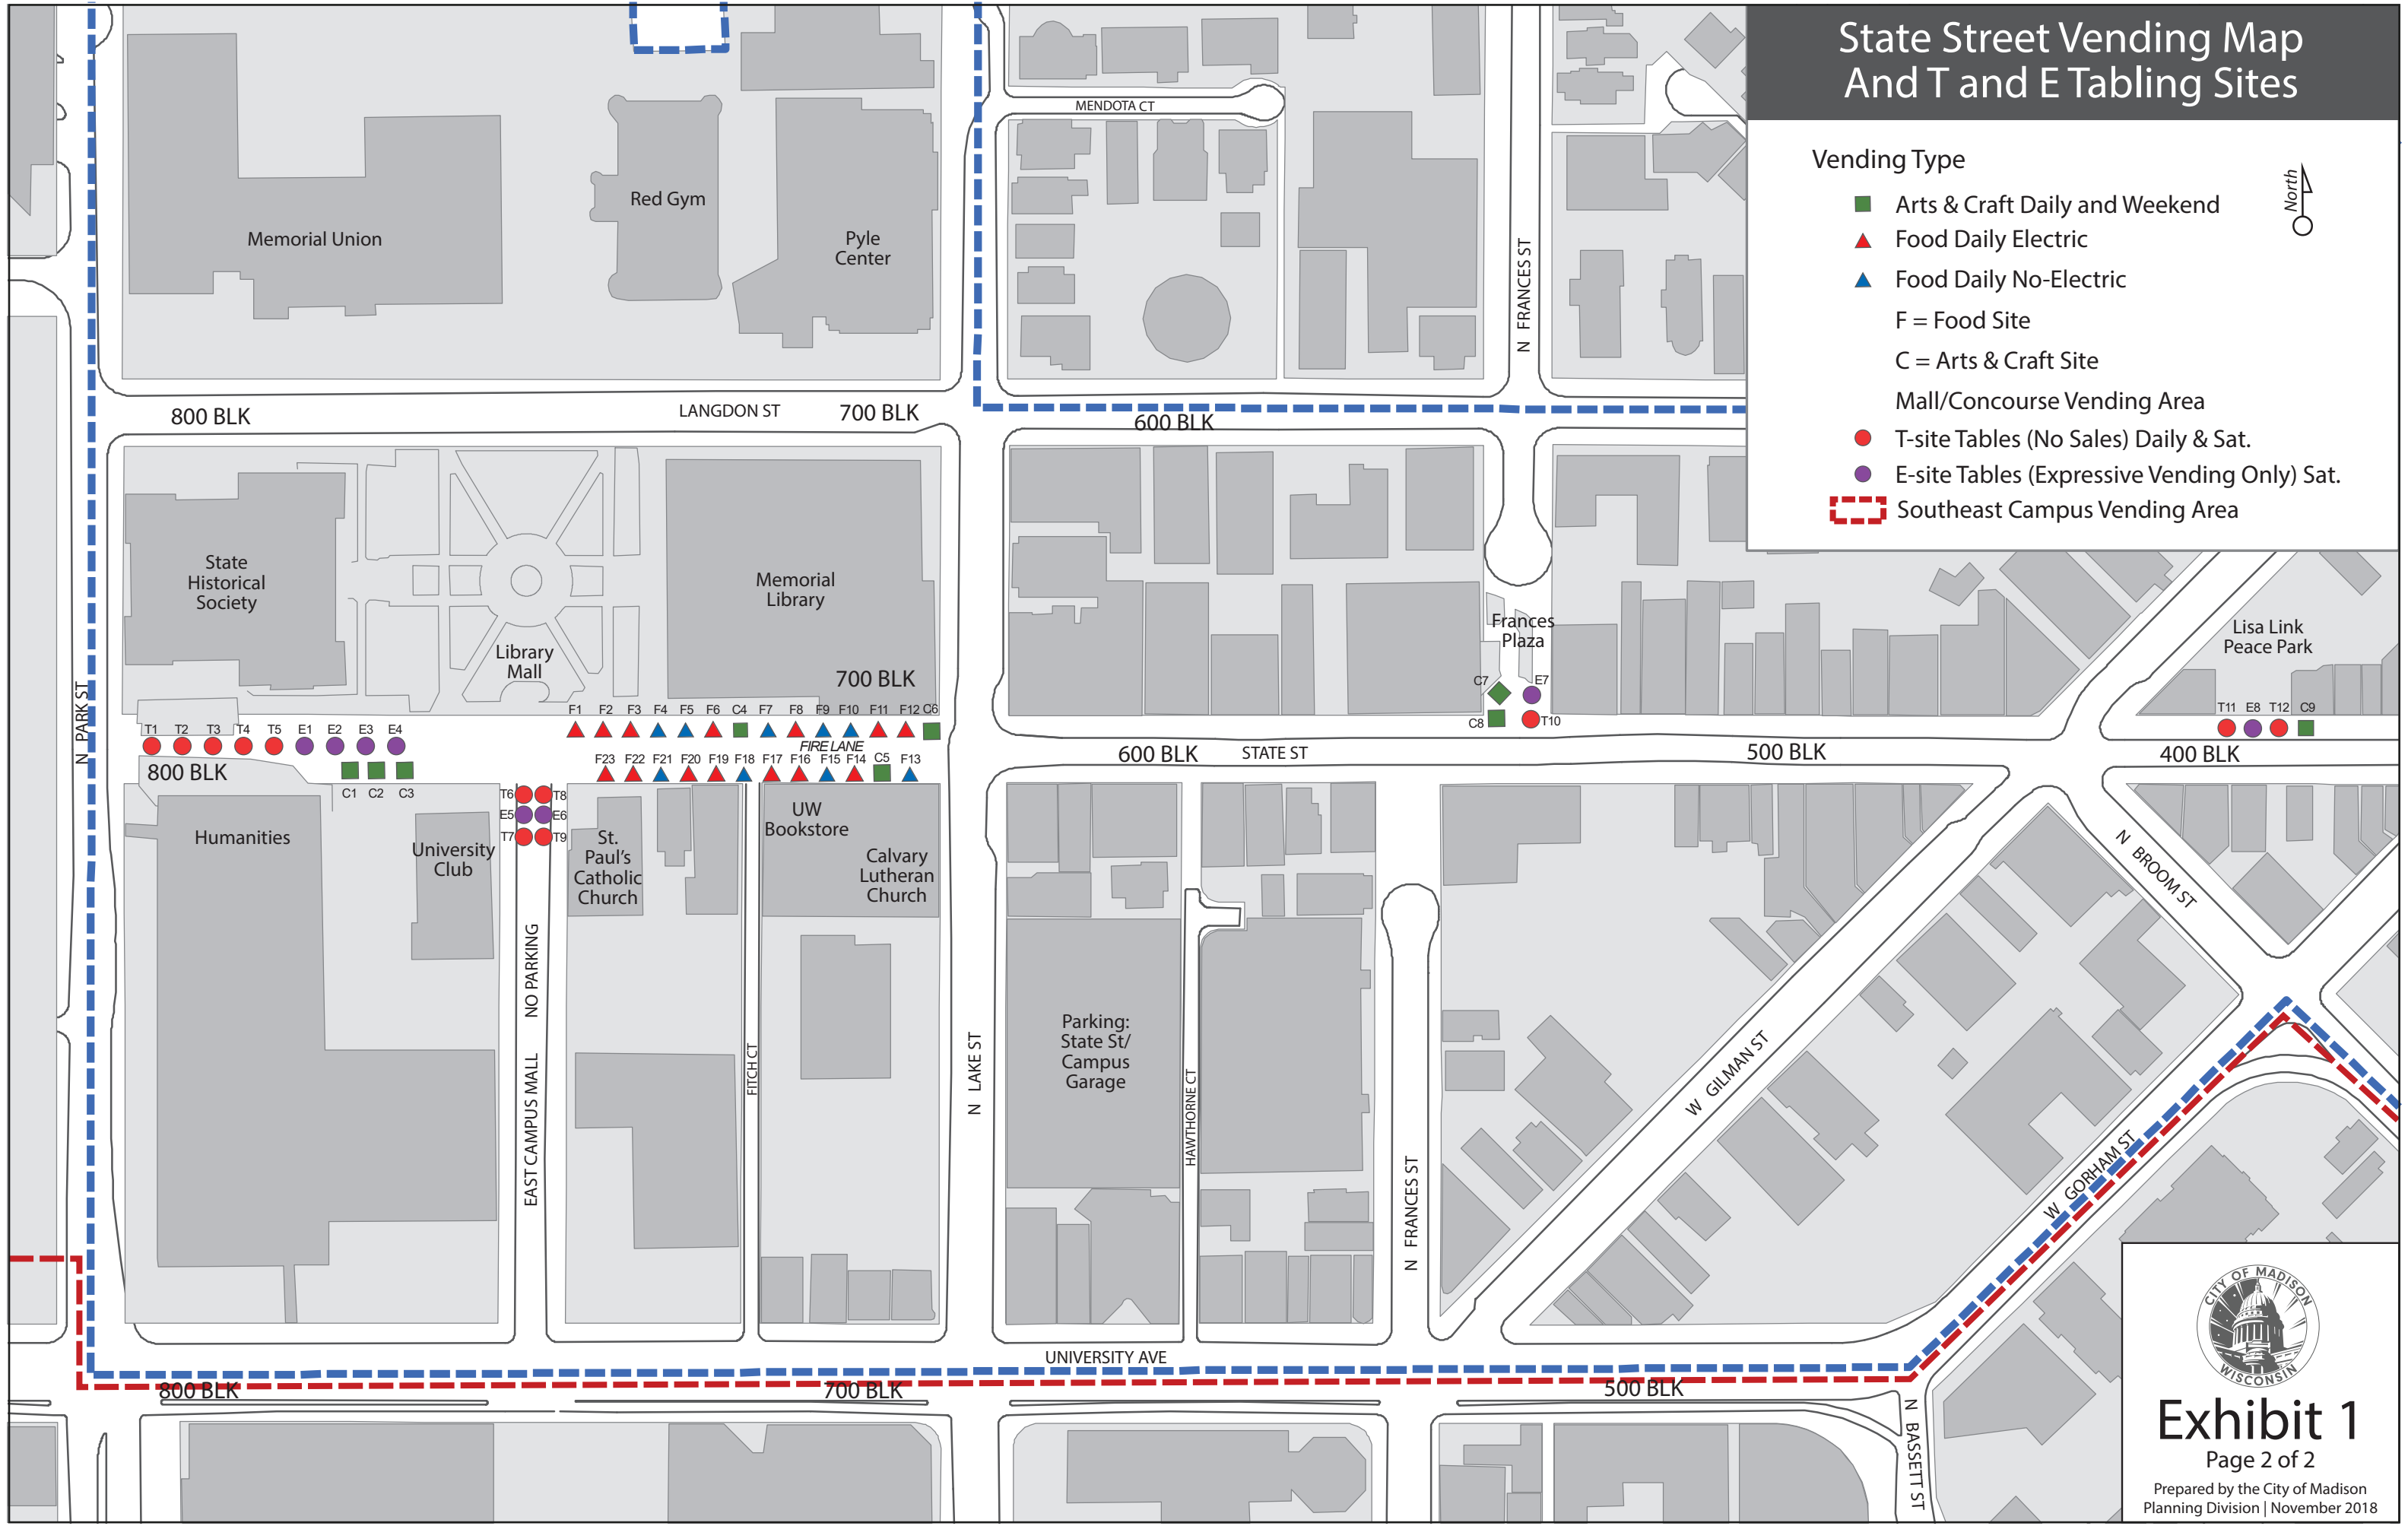 State Street Vending Map
And T and E Tabling Sites
Vending Type
Arts & Craft Daily and Weekend
Food Daily Electric
Food Daily No-Electric
F = Food Site
C = Arts & Craft Site
Mall/Concourse Vending Area
T-site Tables (No Sales) Daily & Sat.
E-site Tables (Expressive Vending Only) Sat.
Southeast Campus Vending Area
North
MENDOTA CT
Memorial Union
Red Gym
Pyle
Center
N FRANCES ST
800 BLK
LANGDON ST
700 BLK
600 BLK
State
Historical
Society
Library
Mall
Memorial
Library
700 BLK
Frances
Plaza
Lisa Link
Peace Park
N PARK ST
T1 T2 T3 T4 T5 E1 E2 E3 E4
F1 F2 F3 F4 F5 F6 C4 F7 F8 F9 F10 F11 F12 C6
C7 E7
C8 T10
T11 E8 T12 C9
FIRE LANE
F23 F22 F21 F20 F19 F18 F17 F16 F15 F14 C5 F13
800 BLK
C1 C2 C3
600 BLK
STATE ST
500 BLK
400 BLK
T6 T8
E5 E6
T7 T9
Humanities
University
Club
St.
Paul's
Catholic
Church
UW
Bookstore
Calvary
Lutheran
Church
N BROOM ST
EAST CAMPUS MALL NO PARKING
FITCH CT
N LAKE ST
Parking:
State St/
Campus
Garage
HAWTHORNE CT
N FRANCES ST
W GILMAN ST
W GORHAM ST
UNIVERSITY AVE
800 BLK
700 BLK
500 BLK
N BASSETT ST
CITY OF MADISON
WISCONSIN
Exhibit 1
Page 2 of 2
Prepared by the City of Madison
Planning Division | November 2018